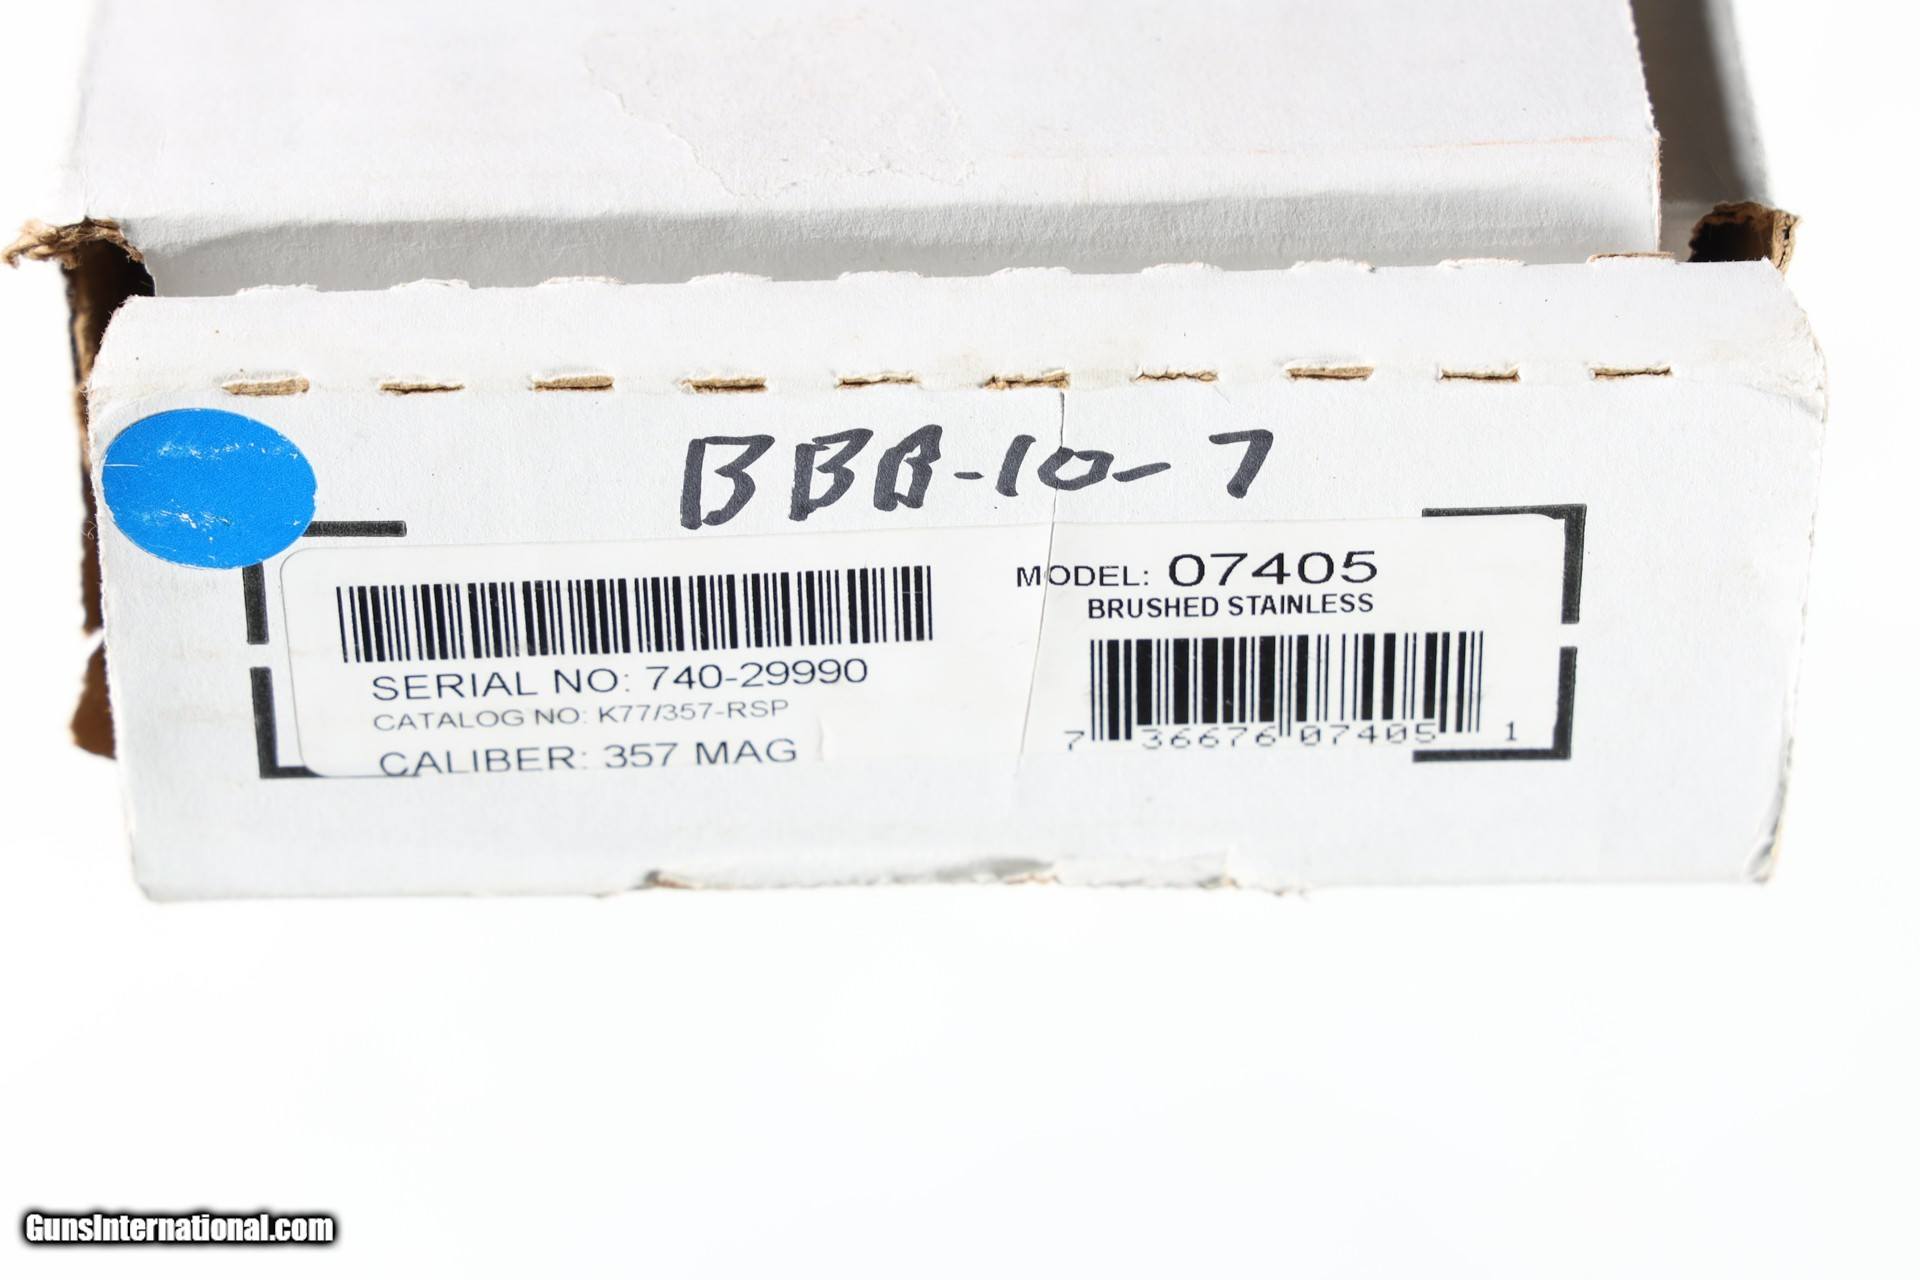 BBB-10-7
MODEL: 07405
BRUSHED STAINLESS
SERIAL NO: 740-29990
CATALOG NO: K77/357-RSP
CALIBER: 357 MAG
7 36676 07405 1
GunsInternational.com